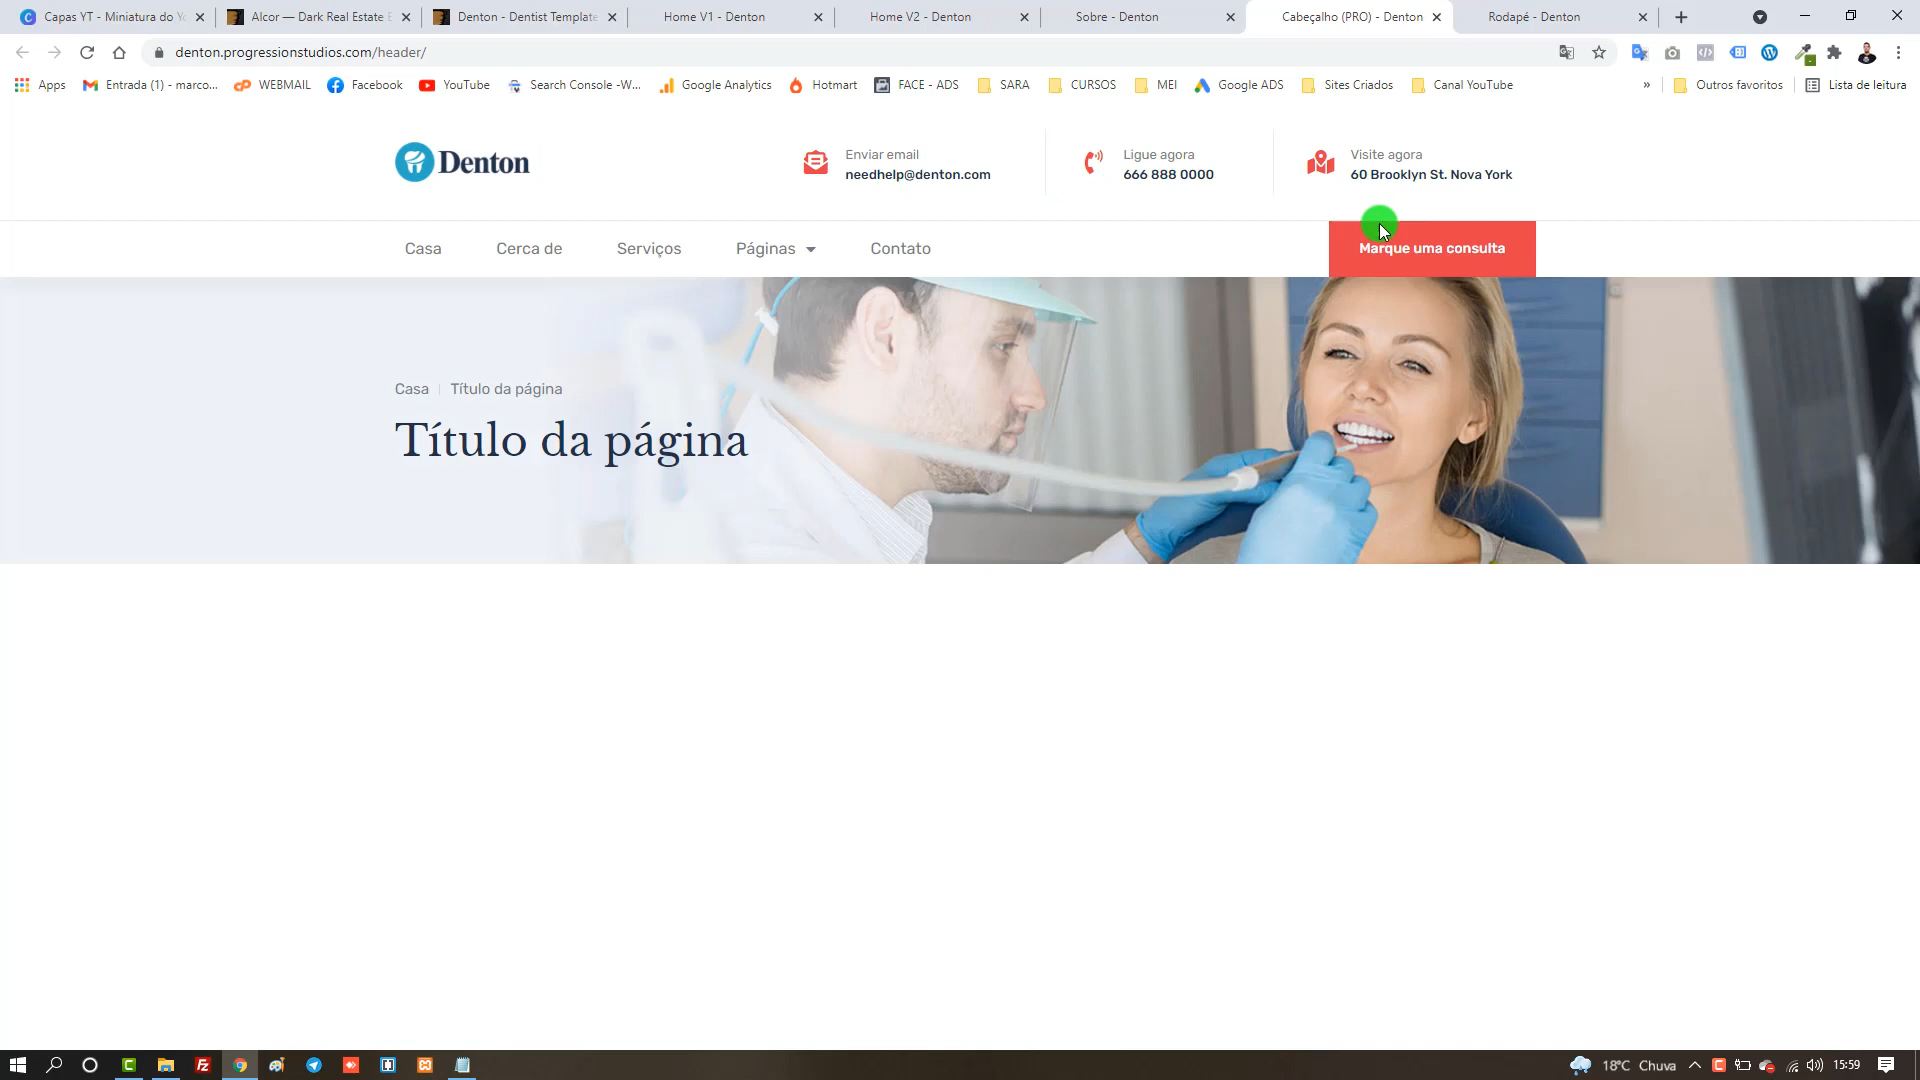 Capas YT - Miniatura do Yo
Alcor — Dark Real Estate E
Denton - Dentist Template
Home V1 - Denton
Home V2 - Denton
Sobre - Denton
Cabeçalho (PRO) - Denton
Rodapé - Denton
denton.progressionstudios.com/header/
Apps
Entrada (1) - marco...
WEBMAIL
Facebook
YouTube
Search Console -W...
Google Analytics
Hotmart
FACE - ADS
SARA
CURSOS
MEI
Google ADS
Sites Criados
Canal YouTube
»
Outros favoritos
Lista de leitura
Denton
Enviar email
needhelp@denton.com
Ligue agora
666 888 0000
Visite agora
60 Brooklyn St. Nova York
Casa
Cerca de
Serviços
Páginas
Contato
Marque uma consulta
Casa
Título da página
Título da página
18°C Chuva
15:59